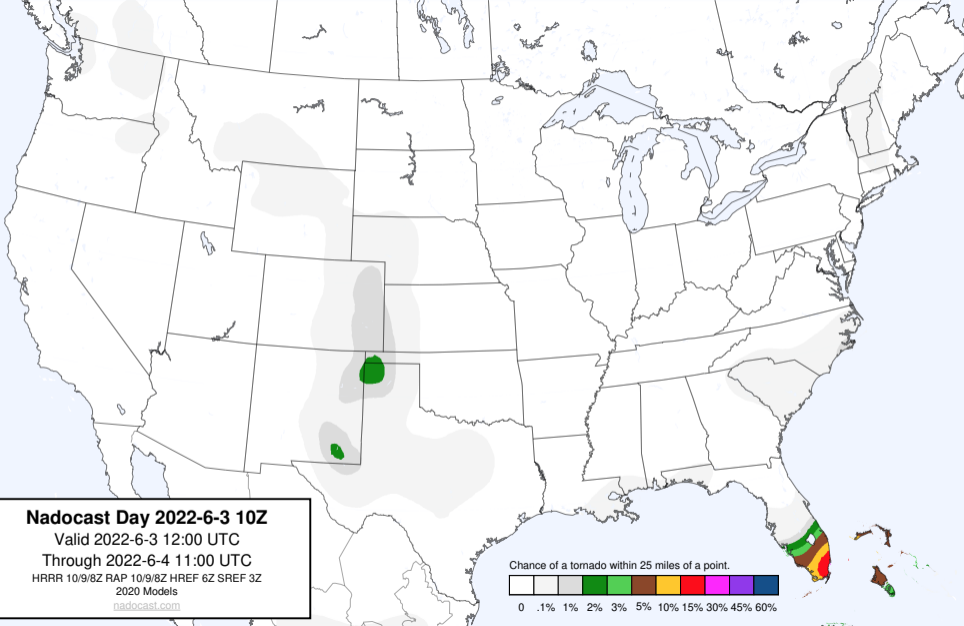 Nadocast Day 2022-6-3 10Z
Valid 2022-6-3 12:00 UTC
Through 2022-6-4 11:00 UTC
HRRR 10/9/8Z RAP 10/9/8Z HREF 6Z SREF 3Z
2020 Models
nadocast.com
Chance of a tornado within 25 miles of a point.
0 .1% 1% 2% 3% 5% 10% 15% 30% 45% 60%